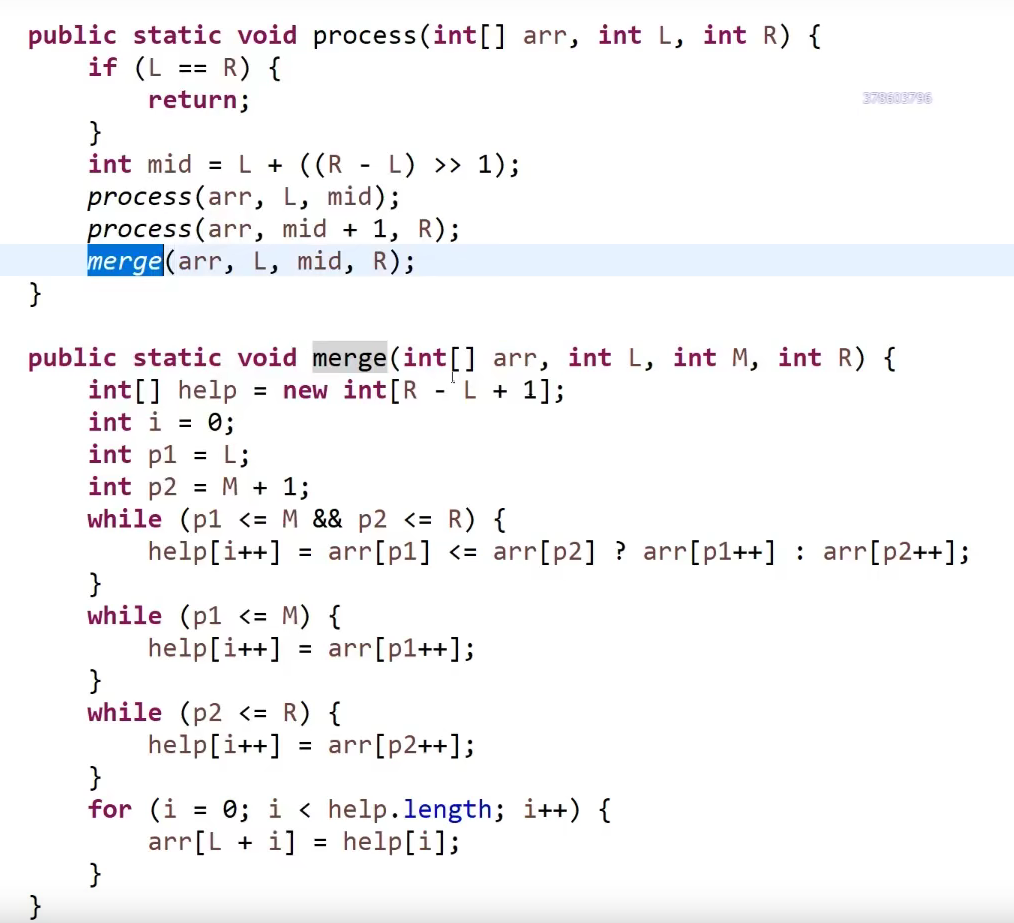 public static void process(int[] arr, int L, int R) {
if (L == R) {
return;
378603796
}
int mid = L + ((R - L) >> 1);
process(arr, L, mid);
process(arr, mid + 1, R);
merge(arr, L, mid, R);
}
public static void merge(int[] arr, int L, int M, int R) {
int[] help = new int[R - L + 1];
int i = 0;
int p1 = L;
int p2 = M + 1;
while (p1 <= M && p2 <= R) {
help[i++] = arr[p1] <= arr[p2] ? arr[p1++] : arr[p2++];
}
while (p1 <= M) {
help[i++] = arr[p1++];
}
while (p2 <= R) {
help[i++] = arr[p2++];
}
for (i = 0; i < help.length; i++) {
arr[L + i] = help[i];
}
}